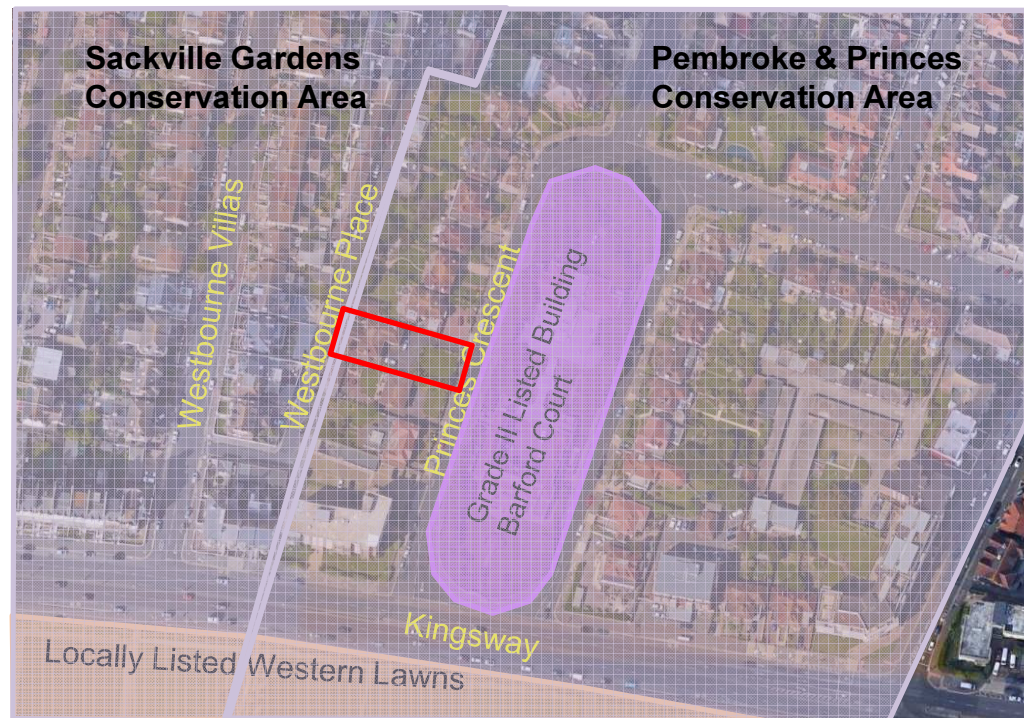 Sackville Gardens
Conservation Area
Pembroke & Princes
Conservation Area
Westbourne Villas
Westbourne Place
Princes Crescent
Grade II Listed Building
Barford Court
Kingsway
Locally Listed Western Lawns